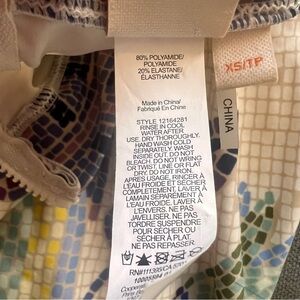 80% POLYAMIDE/
POLYAMIDE
20% ELASTANE/
ÉLASTHANNE
Made in China/
Fabriqué En Chine
STYLE 12164281
RINSE IN COOL
WATER AFTER
USE. DRY THOROUGHLY.
HAND WASH COLD
SEPARATELY. WASH
INSIDE OUT. DO NOT
BLEACH. DO NOT WRING
OR TWIST. LINE OR FLAT
DRY. DO NOT IRON.
APRÈS USAGE, RINCER À
L'EAU FROIDE ET SÉCHER
COMPLÈTEMENT. LAVER À
LA MAIN SÉPARÉMENT À
L'EAU FROIDE. LAVER À
L'ENVERS. NE PAS
JAVELLISER. NE PAS
TORDRE. SUSPENDRE
POUR SÉCHER OU À PLAT.
NE PAS REPASSER.
XS/TP
CHINA